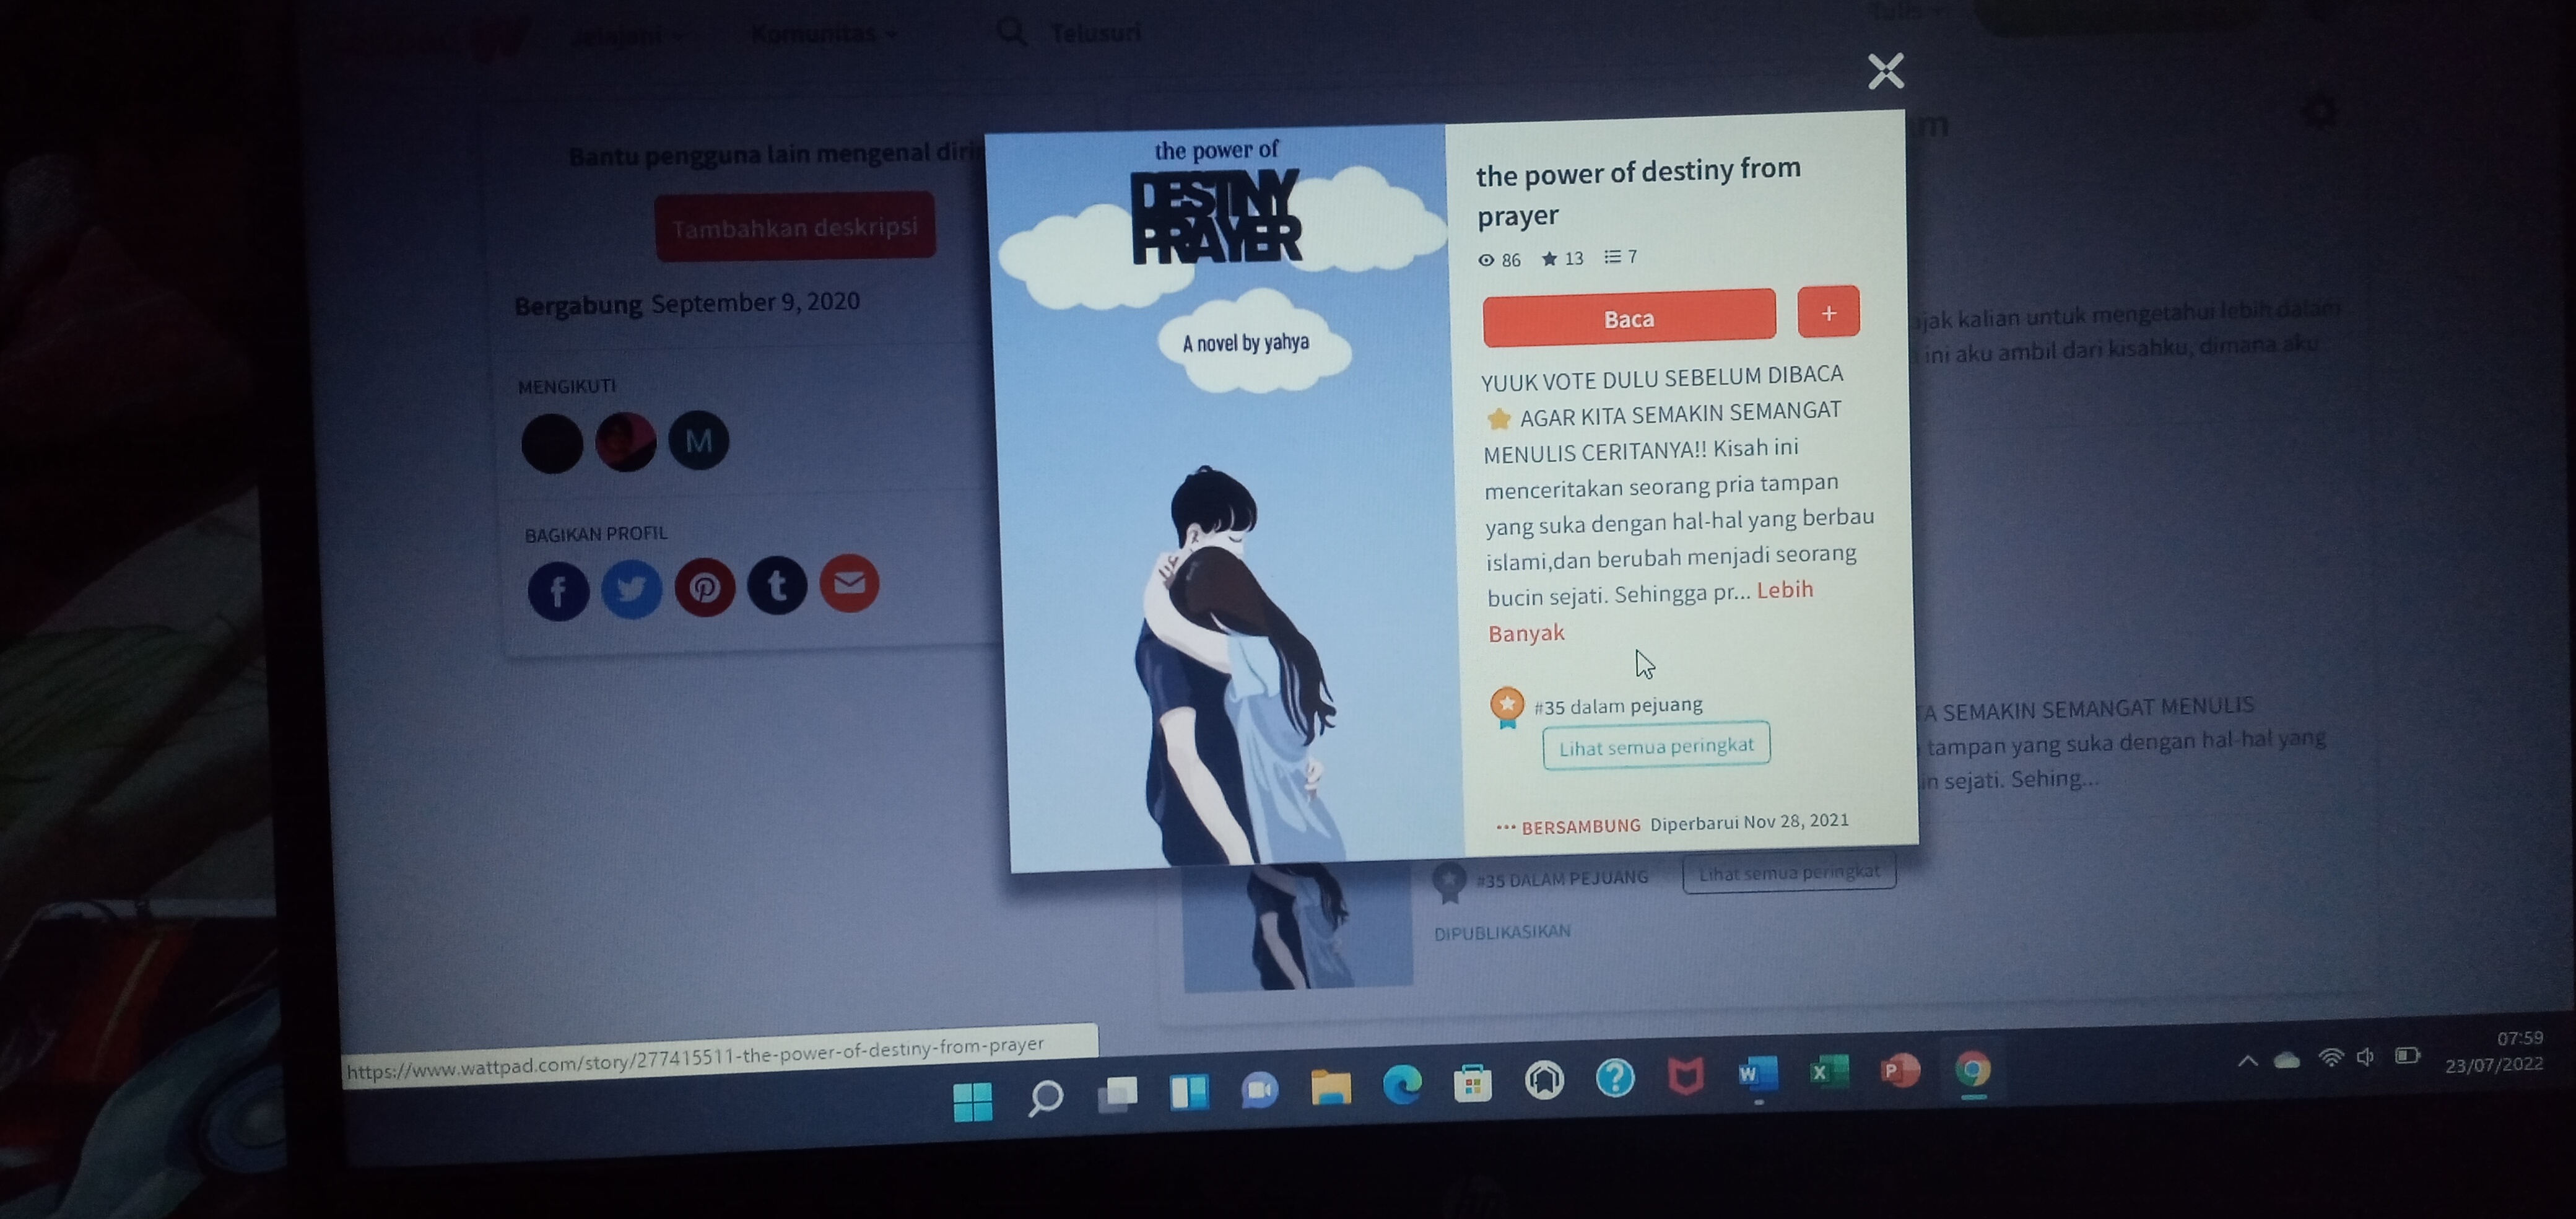 Jelajahi
Komunitas
Telusuri
Tulis
Bantu pengguna lain mengenal diri
Tambahkan deskripsi
Bergabung September 9, 2020
MENGIKUTI
M
BAGIKAN PROFIL
the power of
DESTINY
PRAYER
A novel by yahya
the power of destiny from
prayer
86 13 7
Baca +
YUUK VOTE DULU SEBELUM DIBACA
⭐ AGAR KITA SEMAKIN SEMANGAT
MENULIS CERITANYA!! Kisah ini
menceritakan seorang pria tampan
yang suka dengan hal-hal yang berbau
islami,dan berubah menjadi seorang
bucin sejati. Sehingga pr... Lebih
Banyak
#35 dalam pejuang
Lihat semua peringkat
••• BERSAMBUNG Diperbarui Nov 28, 2021
ajak kalian untuk mengetahui lebih dalam
ini aku ambil dari kisahku, dimana aku
TA SEMAKIN SEMANGAT MENULIS
tampan yang suka dengan hal-hal yang
in sejati. Sehing...
#35 DALAM PEJUANG Lihat semua peringkat
DIPUBLIKASIKAN
https://www.wattpad.com/story/277415511-the-power-of-destiny-from-prayer
07:59
23/07/2022
hp